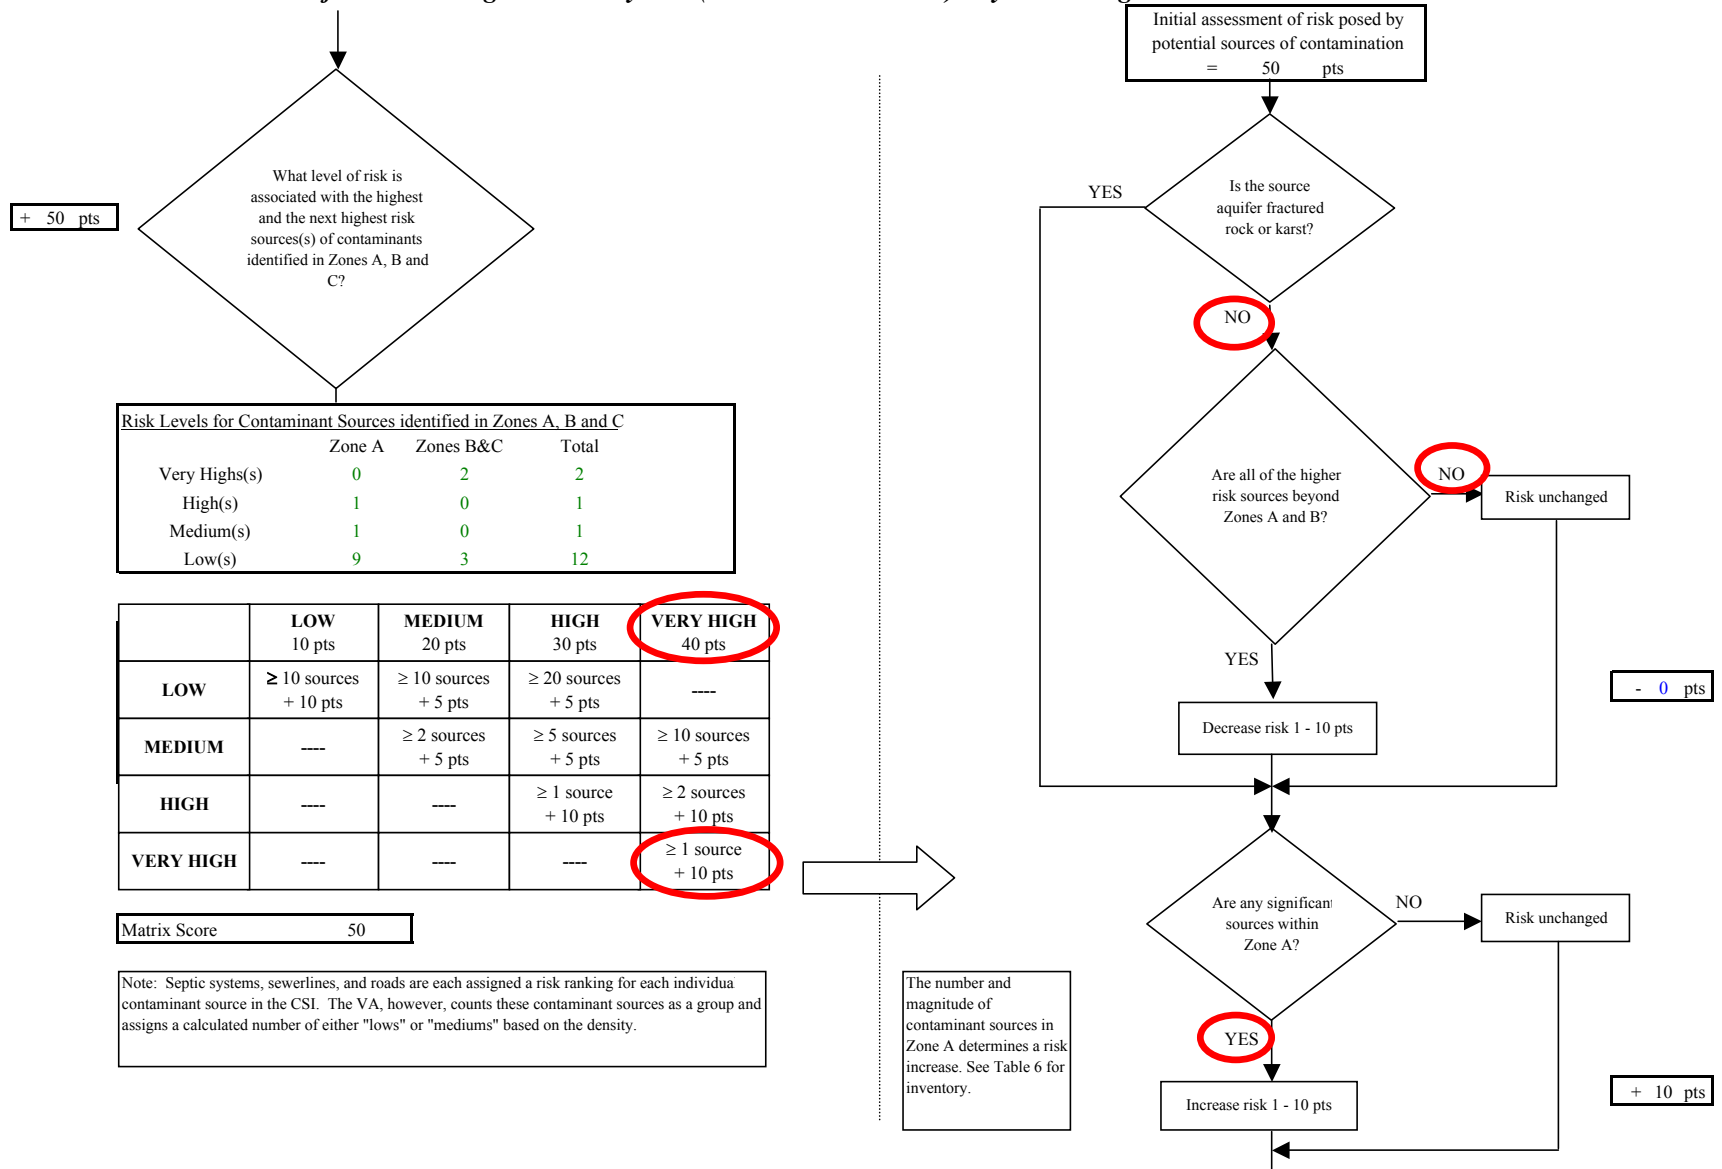 What level of risk is
associated with the highest
and the next highest risk
sources(s) of contaminants
identified in Zones A, B and
C?
+ 50 pts
Risk Levels for Contaminant Sources identified in Zones A, B and C
Zone A Zones B&C Total
Very Highs(s) 0 2 2
High(s) 1 0 1
Medium(s) 1 0 1
Low(s) 9 3 12
LOW MEDIUM HIGH VERY HIGH
10 pts 20 pts 30 pts 40 pts
LOW ≥ 10 sources ≥ 10 sources ≥ 20 sources ----
+ 10 pts + 5 pts + 5 pts
MEDIUM ---- ≥ 2 sources ≥ 5 sources ≥ 10 sources
+ 5 pts + 5 pts + 5 pts
HIGH ---- ---- ≥ 1 source ≥ 2 sources
+ 10 pts + 10 pts
VERY HIGH ---- ---- ---- ≥ 1 source
+ 10 pts
Matrix Score 50
Note: Septic systems, sewerlines, and roads are each assigned a risk ranking for each individua
contaminant source in the CSI. The VA, however, counts these contaminant sources as a group and
assigns a calculated number of either "lows" or "mediums" based on the density.
Initial assessment of risk posed by
potential sources of contamination
= 50 pts
Is the source
aquifer fractured
rock or karst?
YES
NO
Are all of the higher
risk sources beyond
Zones A and B?
NO
Risk unchanged
YES
Decrease risk 1 - 10 pts
- 0 pts
Are any significant
sources within
Zone A?
NO
Risk unchanged
YES
The number and
magnitude of
contaminant sources in
Zone A determines a risk
increase. See Table 6 for
inventory.
Increase risk 1 - 10 pts
+ 10 pts